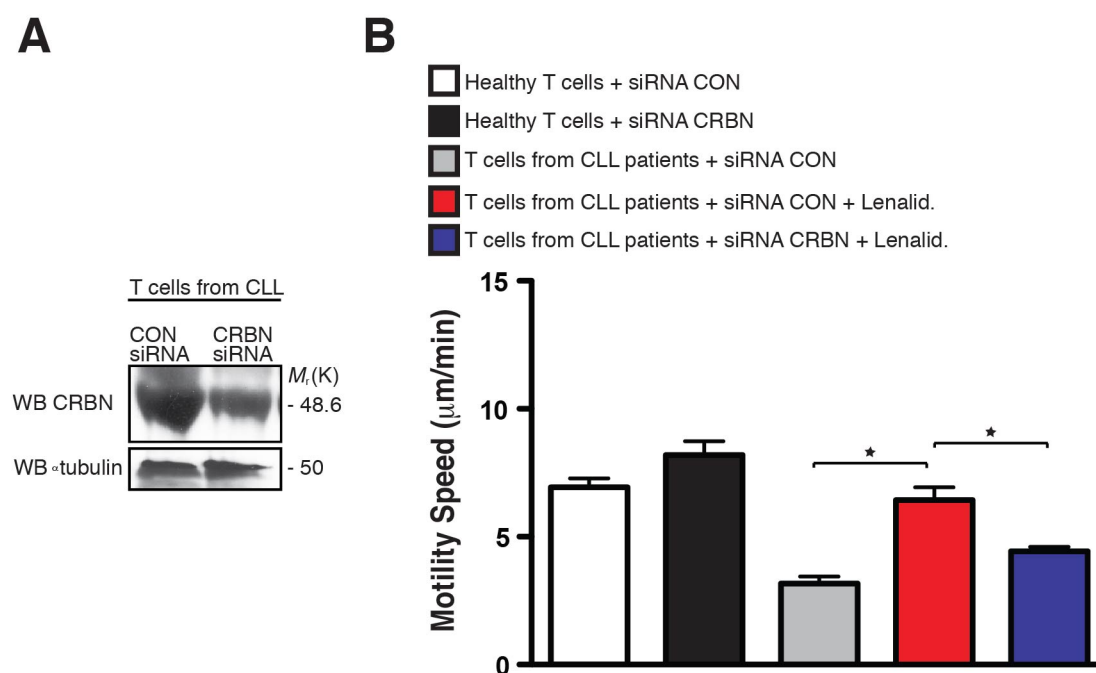 A
T cells from CLL
CON
siRNA
CRBN
siRNA
Mr(K)
WB CRBN
- 48.6
WB αtubulin
- 50
B
Healthy T cells + siRNA CON
Healthy T cells + siRNA CRBN
T cells from CLL patients + siRNA CON
T cells from CLL patients + siRNA CON + Lenalid.
T cells from CLL patients + siRNA CRBN + Lenalid.
Motility Speed (μm/min)
15
10
5
0